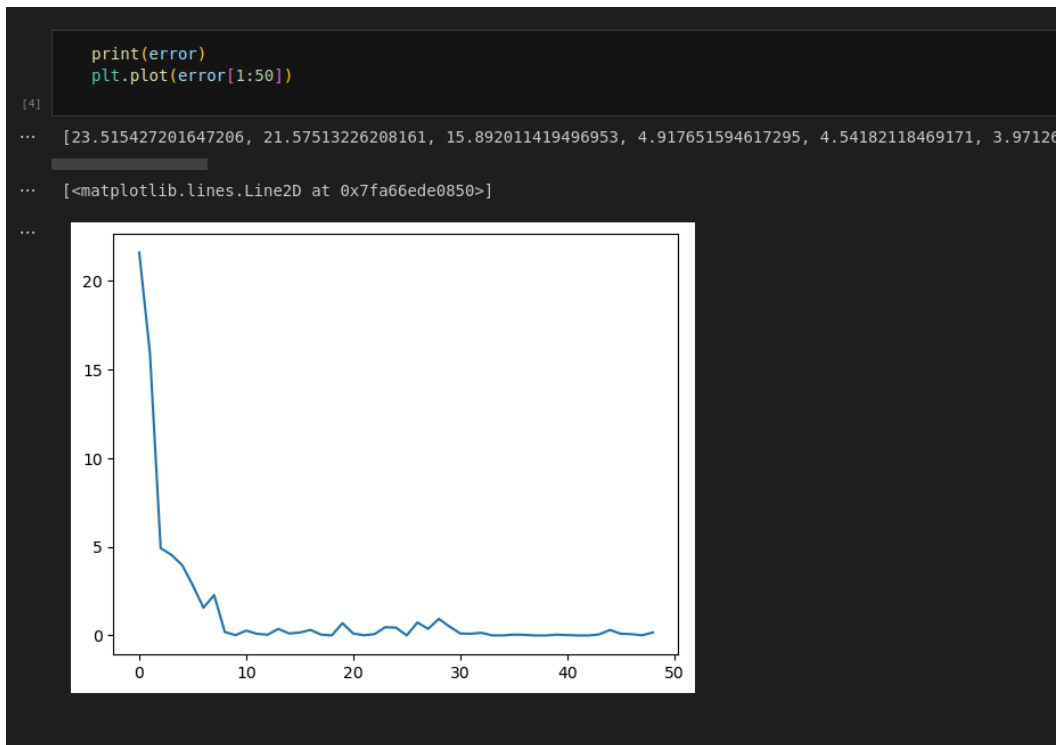 print(error)
plt.plot(error[1:50])
[4]
... [23.515427201647206, 21.57513226208161, 15.892011419496953, 4.917651594617295, 4.54182118469171, 3.97126
... [<matplotlib.lines.Line2D at 0x7fa66ede0850>]
...
20
15
10
5
0
0 10 20 30 40 50